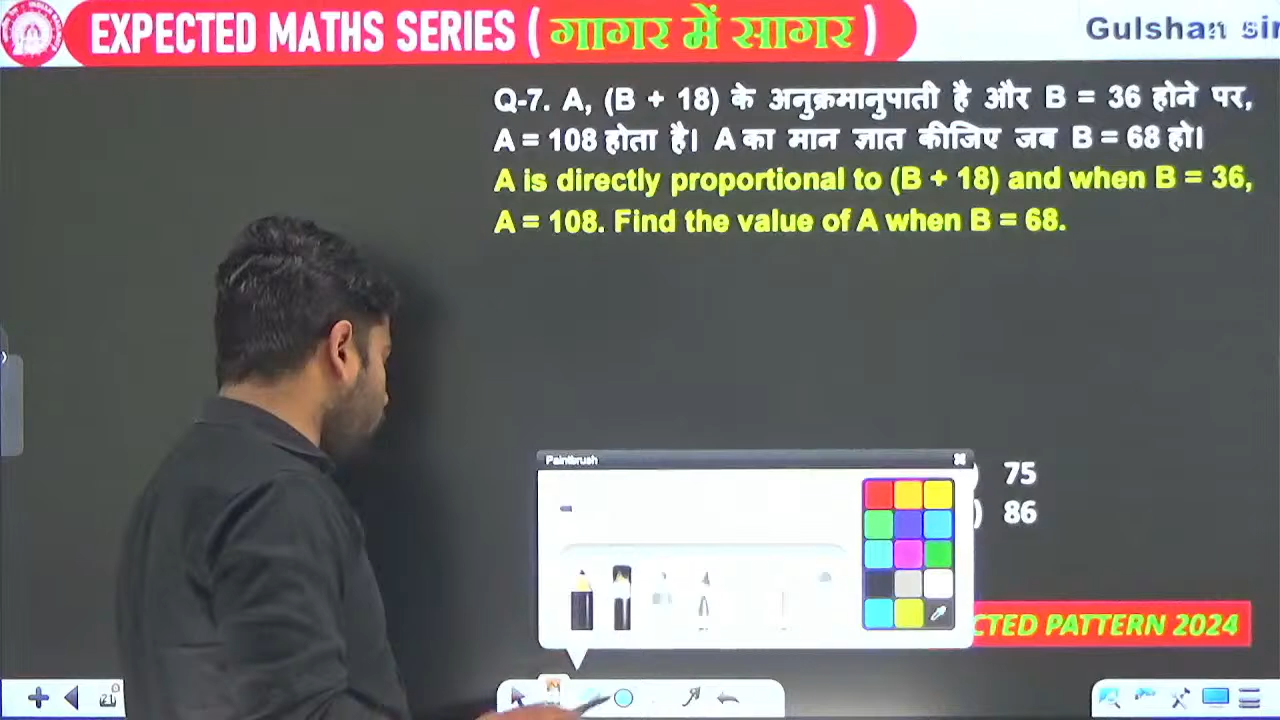 EXPECTED MATHS SERIES ( गागर में सागर )
Gulshan sir
Q-7. A, (B + 18) के अनुक्रमानुपाती है और B = 36 होने पर,
A = 108 होता है। A का मान ज्ञात कीजिए जब B = 68 हो।
A is directly proportional to (B + 18) and when B = 36,
A = 108. Find the value of A when B = 68.
Paintbrush
) 75
) 86
CTED PATTERN 2024
21